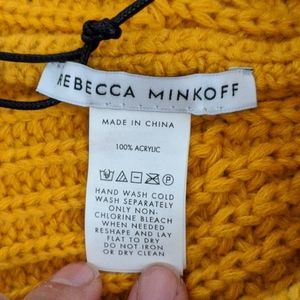 REBECCA MINKOFF
MADE IN CHINA
100% ACRYLIC
HAND WASH COLD
WASH SEPARATELY
ONLY NON-
CHLORINE BLEACH
WHEN NEEDED
RESHAPE AND LAY
FLAT TO DRY
DO NOT IRON OR
DRY CLEAN